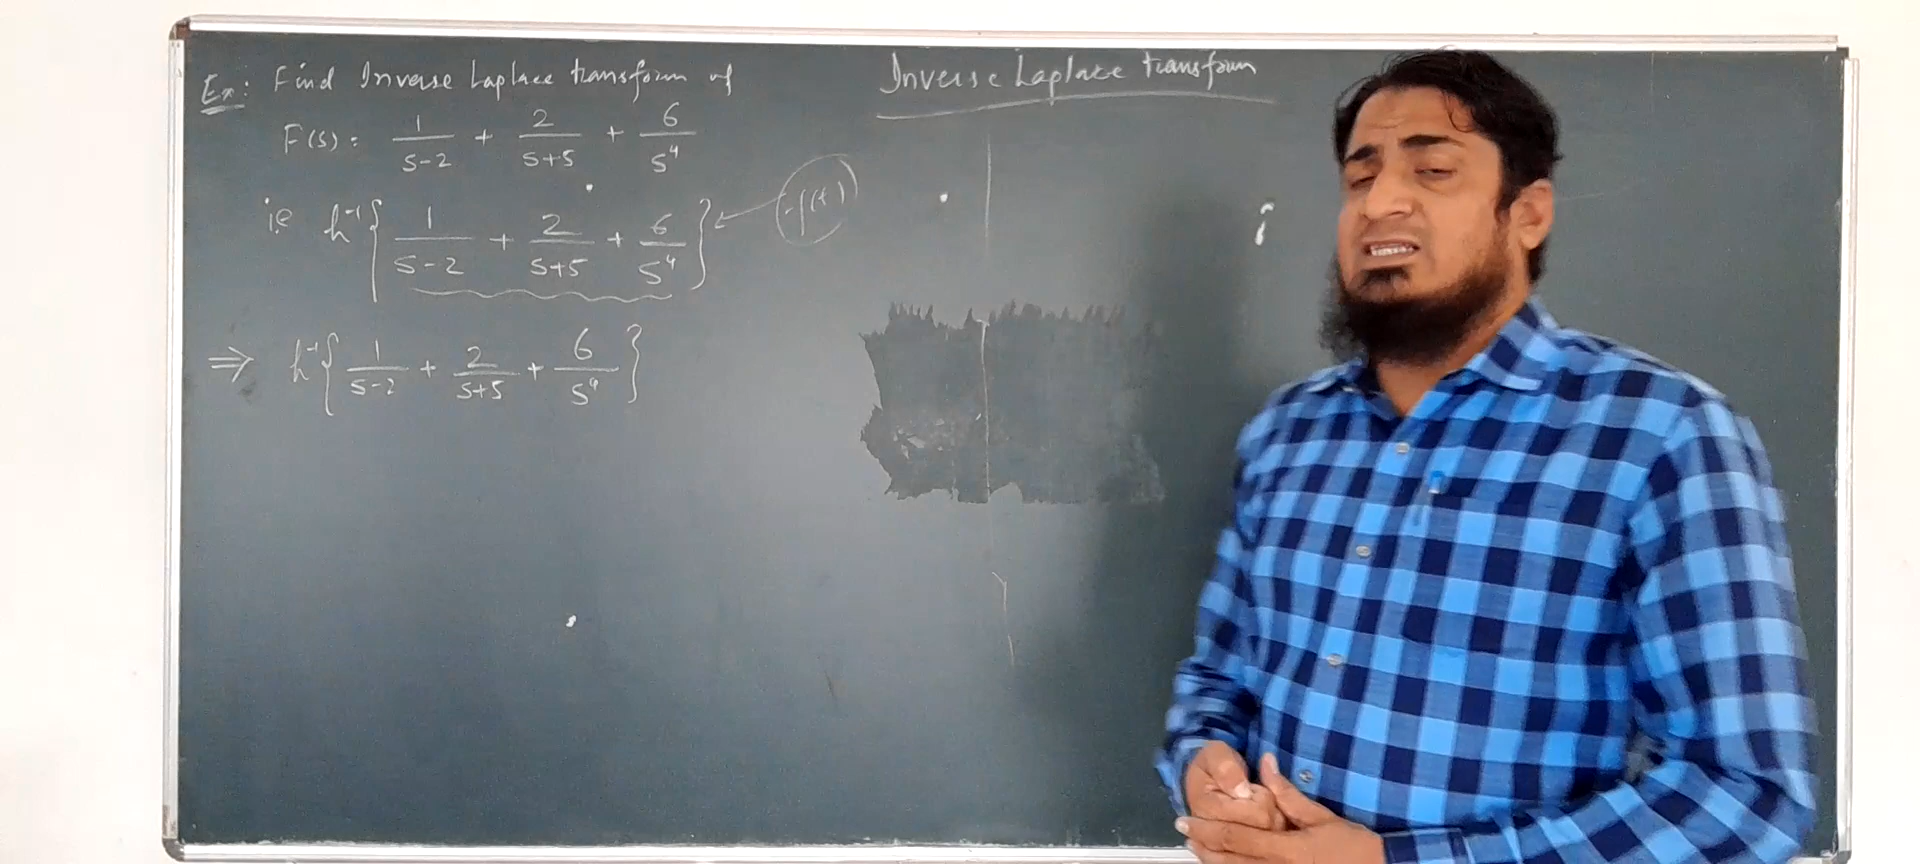 Ex: Find Inverse Laplace transform of
F(s) = 1/(s-2) + 2/(s+5) + 6/s⁴
i.e L⁻¹{ 1/(s-2) + 2/(s+5) + 6/s⁴ } ← f(t)
⇒ L⁻¹{ 1/(s-2) + 2/(s+5) + 6/s⁴ }
Inverse Laplace transform